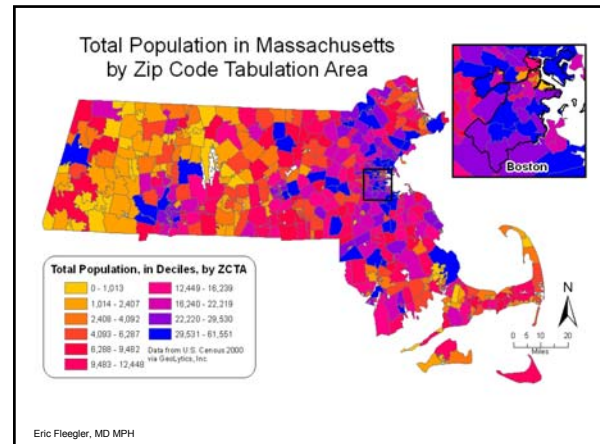 Total Population in Massachusetts
by Zip Code Tabulation Area
Boston
Total Population, in Deciles, by ZCTA
0 - 1,013
1,014 - 2,407
2,408 - 4,092
4,093 - 6,287
6,288 - 9,482
9,483 - 12,448
12,449 - 16,239
16,240 - 22,219
22,220 - 29,530
29,531 - 61,551
Data from U.S. Census 2000
via GeoLytics, Inc.
N
0 5 10 20
Miles
Eric Fleegler, MD MPH